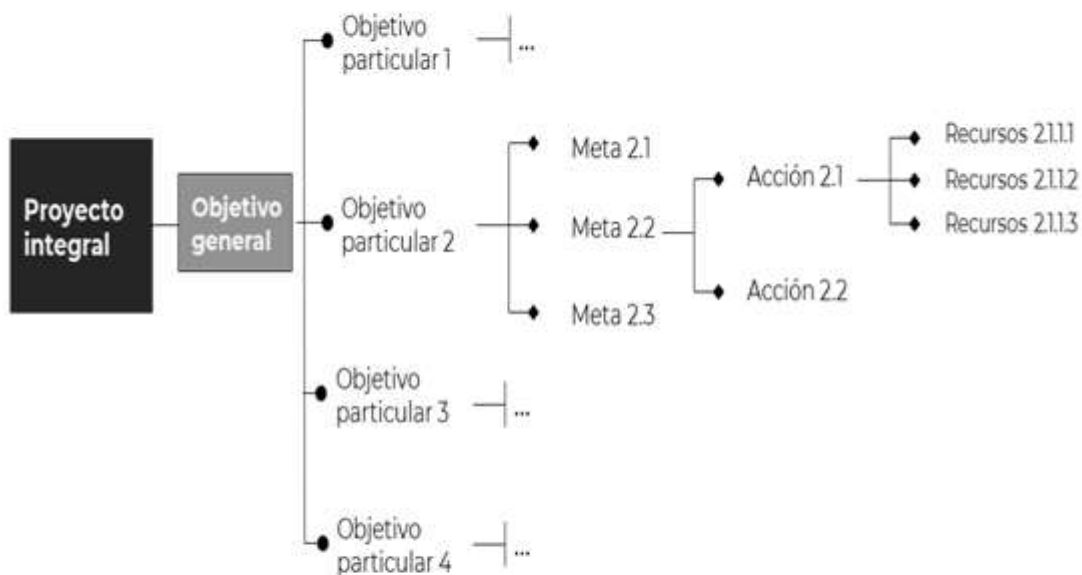 Proyecto
integral
Objetivo
general
Objetivo
particular 1
...
Objetivo
particular 2
Meta 2.1
Meta 2.2
Meta 2.3
Acción 2.1
Acción 2.2
Recursos 2.1.1.1
Recursos 2.1.1.2
Recursos 2.1.1.3
Objetivo
particular 3
...
Objetivo
particular 4
...